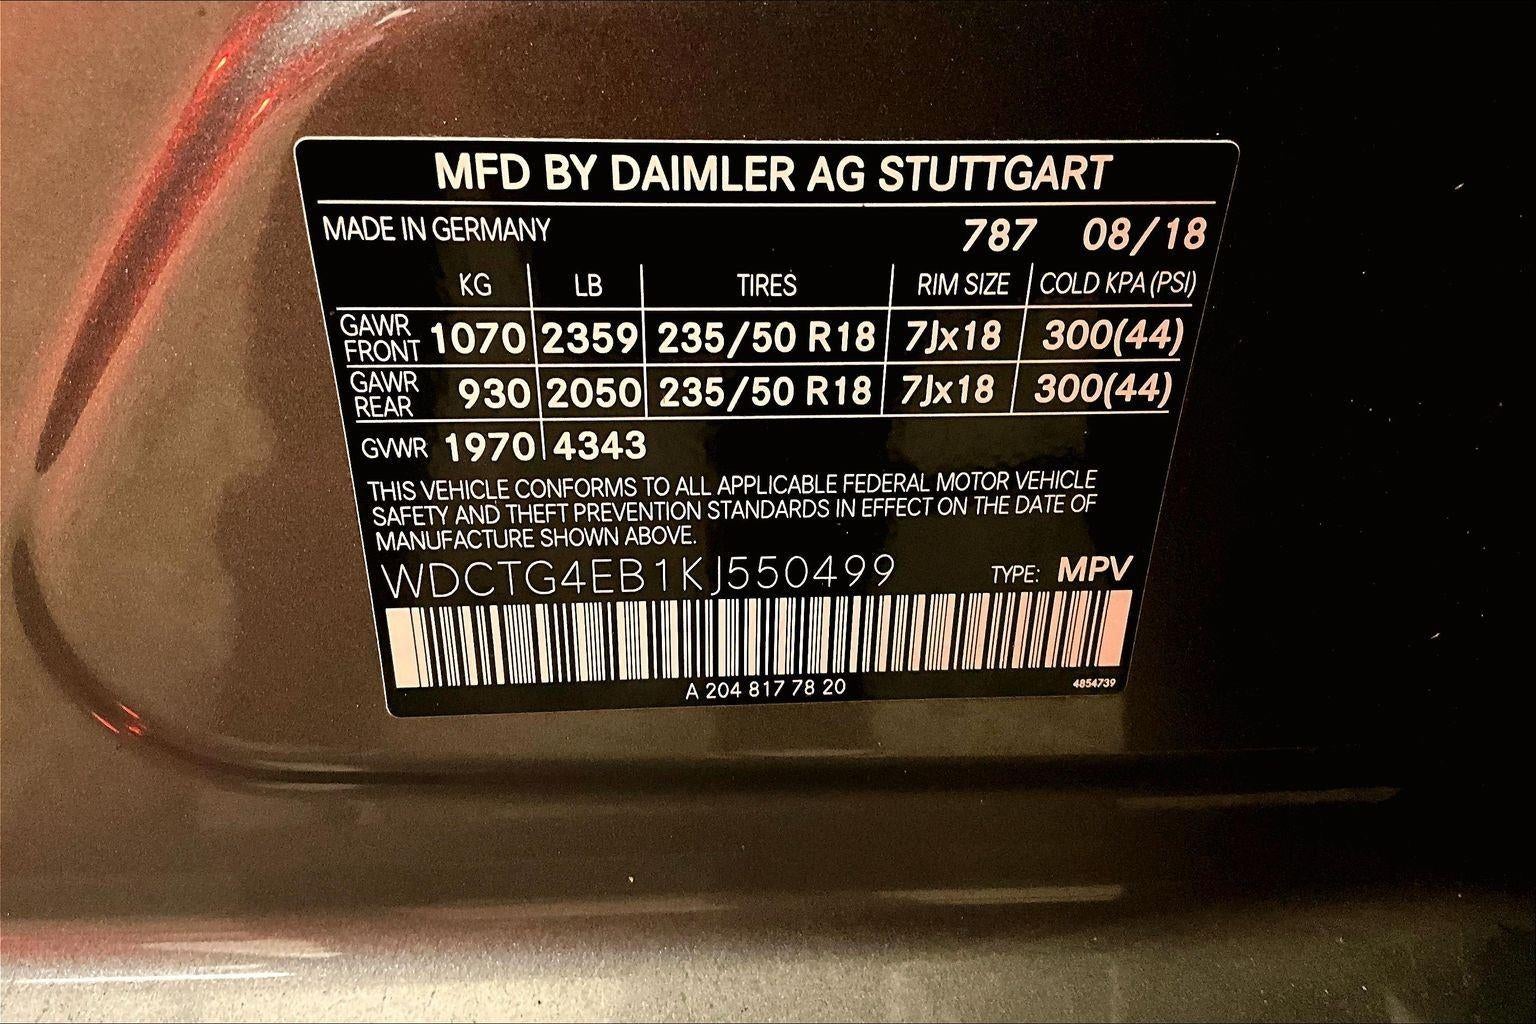 MFD BY DAIMLER AG STUTTGART
MADE IN GERMANY 787 08/18
KG LB TIRES RIM SIZE COLD KPA (PSI)
GAWR FRONT 1070 2359 235/50 R18 7Jx18 300(44)
GAWR REAR 930 2050 235/50 R18 7Jx18 300(44)
GVWR 1970 4343
THIS VEHICLE CONFORMS TO ALL APPLICABLE FEDERAL MOTOR VEHICLE
SAFETY AND THEFT PREVENTION STANDARDS IN EFFECT ON THE DATE OF
MANUFACTURE SHOWN ABOVE.
WDCTG4EB1KJ550499 TYPE: MPV
A 204 817 78 20 4854739